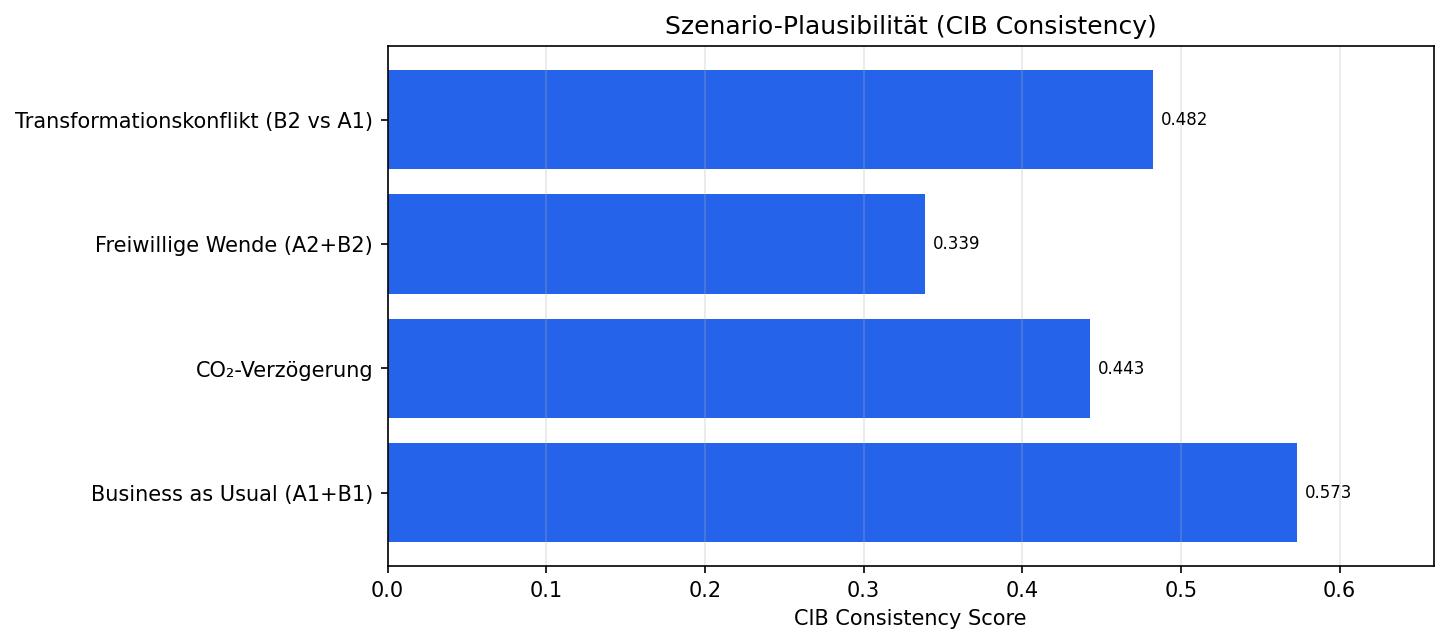 Szenario-Plausibilität (CIB Consistency)
Transformationskonflikt (B2 vs A1)
0.482
Freiwillige Wende (A2+B2)
0.339
CO₂-Verzögerung
0.443
Business as Usual (A1+B1)
0.573
0.0 0.1 0.2 0.3 0.4 0.5 0.6
CIB Consistency Score